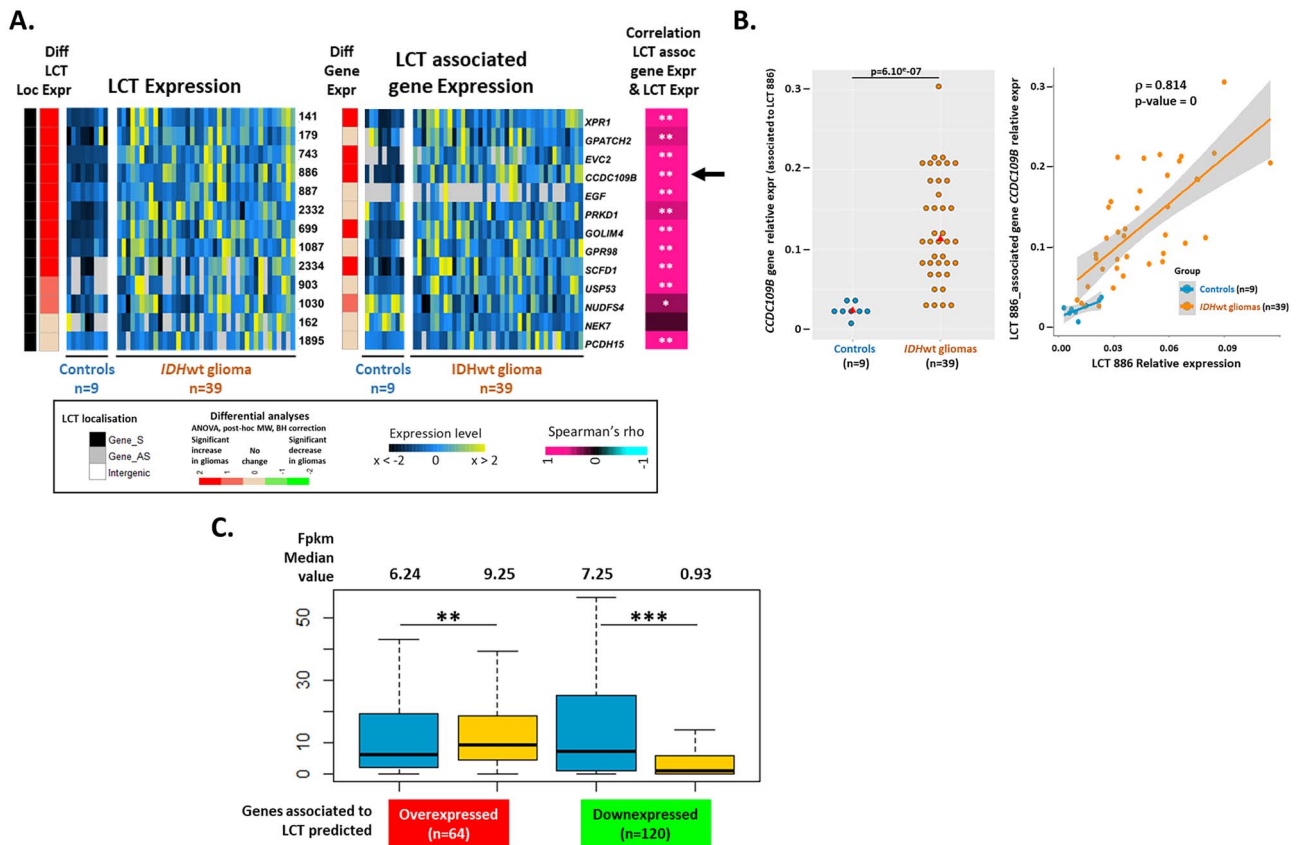 A.
Diff
LCT
Loc Expr
LCT Expression
Diff
Gene
Expr
LCT associated
gene Expression
Correlation
LCT assoc
gene Expr
& LCT Expr
141
179
743
886
887
2332
699
1087
2334
903
1030
162
1895
XPR1
GPATCH2
EVC2
CCDC109B
EGF
PRKD1
GOLIM4
GPR98
SCFD1
USP53
NUDFS4
NEK7
PCDH15
**
**
**
**
**
**
**
**
**
**
*
**
Controls
n=9
IDHwt glioma
n=39
Controls
n=9
IDHwt glioma
n=39
LCT localisation
Gene_S
Gene_AS
Intergenic
Differential analyses
ANOVA, post-hoc MW, BH correction
Significant
increase
in gliomas
No
change
Significant
decrease
in gliomas
2
1
0
-1
-2
Expression level
x < -2 0 x > 2
Spearman's rho
1
0
-1
B.
CCDC109B gene relative expr (associated to LCT 886)
p=6.10e-07
0.3
0.2
0.1
0
Controls
(n=9)
IDHwt gliomas
(n=39)
LCT 886_associated gene CCDC109B relative expr
ρ = 0.814
p-value = 0
0.3
0.2
0.1
0.0
Group
Controls (n=9)
IDHwt gliomas (n=39)
0.00 0.03 0.06 0.09
LCT 886 Relative expression
C.
Fpkm
Median
value
6.24 9.25 7.25 0.93
** ***
50
30
10
0
Genes associated to
LCT predicted
Overexpressed
(n=64)
Downexpressed
(n=120)